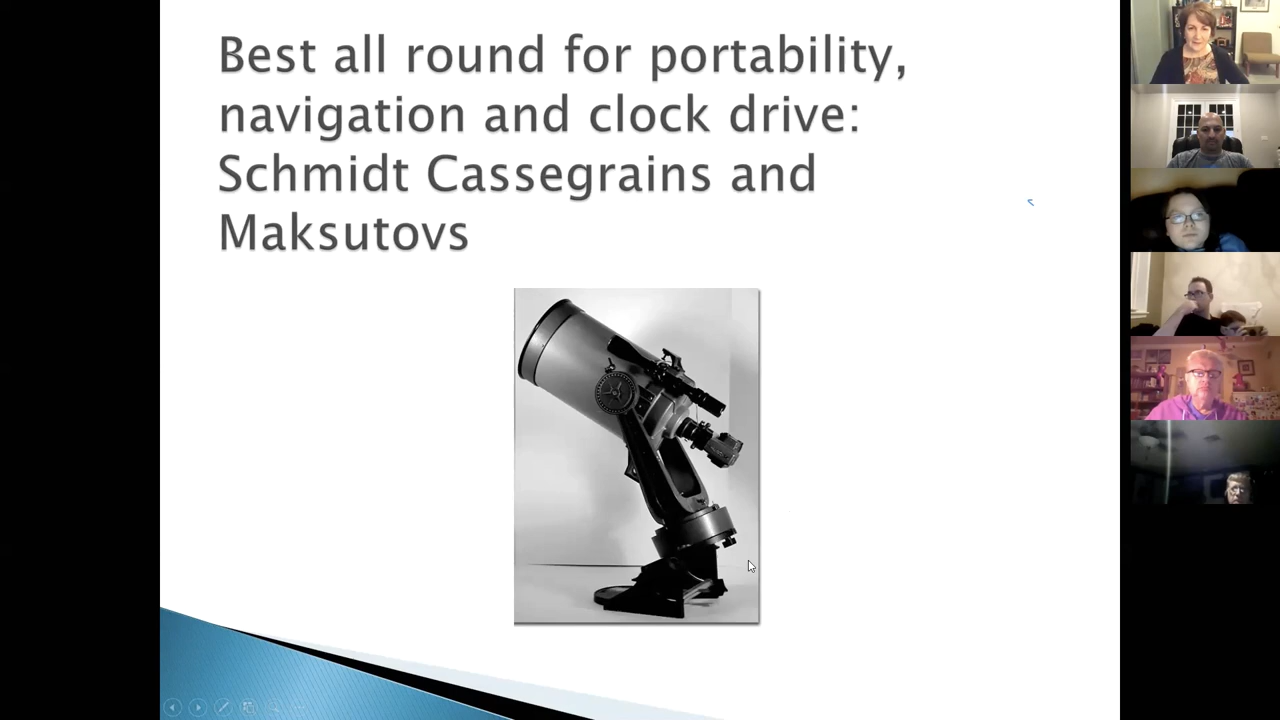 Best all round for portability,
navigation and clock drive:
Schmidt Cassegrains and
Maksutovs